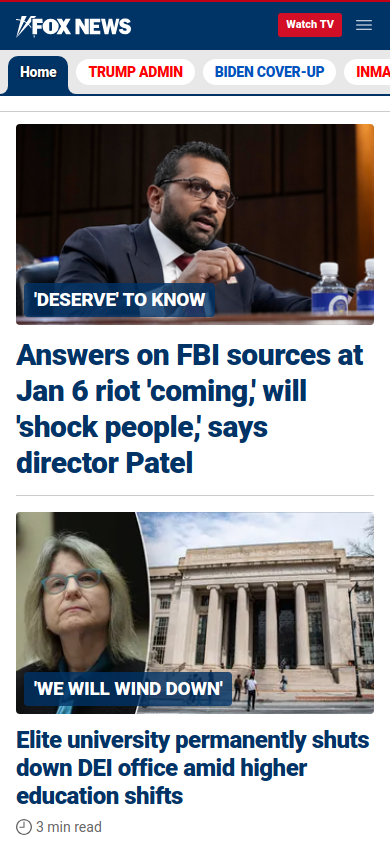 FOX NEWS
Watch TV
Home
TRUMP ADMIN
BIDEN COVER-UP
INMA
'DESERVE' TO KNOW
Answers on FBI sources at
Jan 6 riot 'coming,' will
'shock people,' says
director Patel
'WE WILL WIND DOWN'
Elite university permanently shuts
down DEI office amid higher
education shifts
3 min read